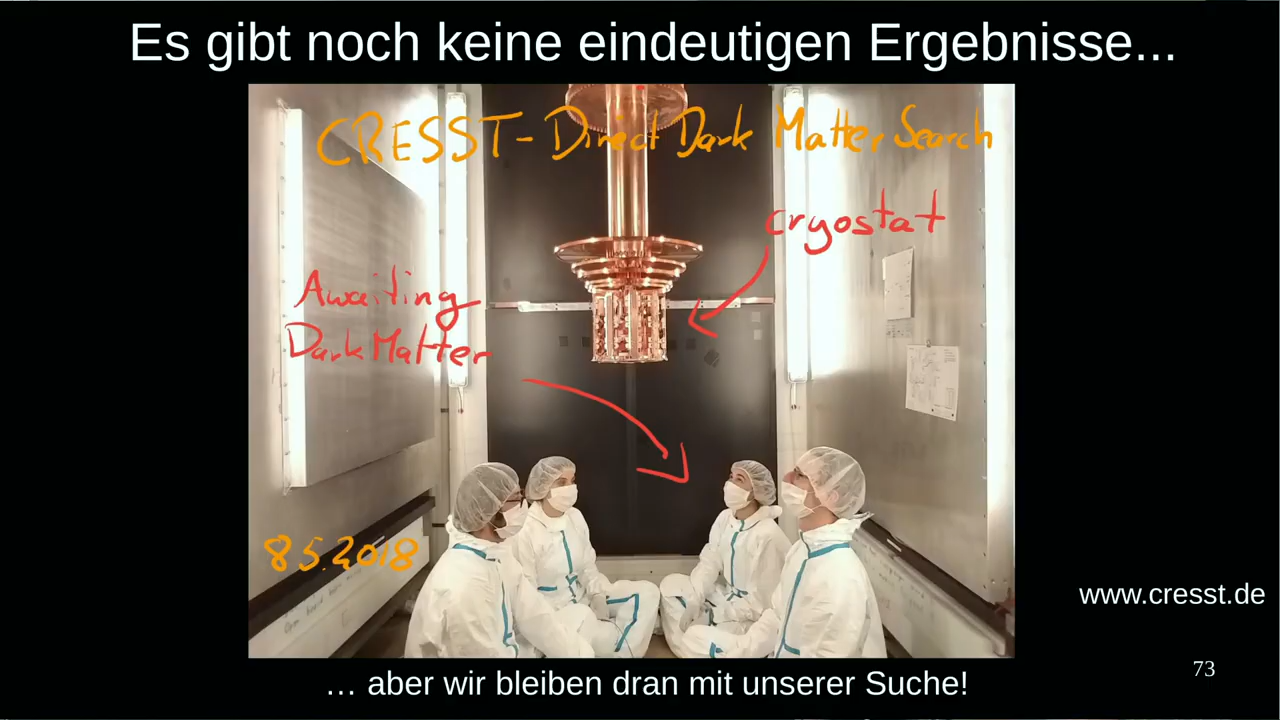 Es gibt noch keine eindeutigen Ergebnisse...
CRESST-Direct Dark Matter Search
cryostat
Awaiting
Dark Matter
8.5.2018
www.cresst.de
73
… aber wir bleiben dran mit unserer Suche!